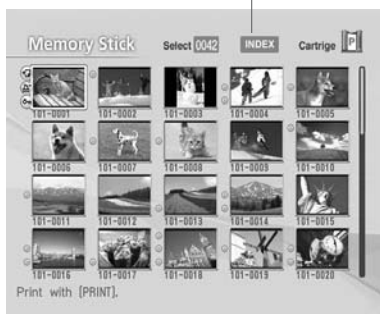 Memory Stick Select 0042 INDEX Cartrige P
101-0001 101-0002 101-0003 101-0004 101-0005
101-0006 101-0007 101-0008 101-0009 101-0010
101-0011 101-0012 101-0013 101-0014 101-0015
101-0016 101-0017 101-0018 101-0019 101-0020
Print with [PRINT].